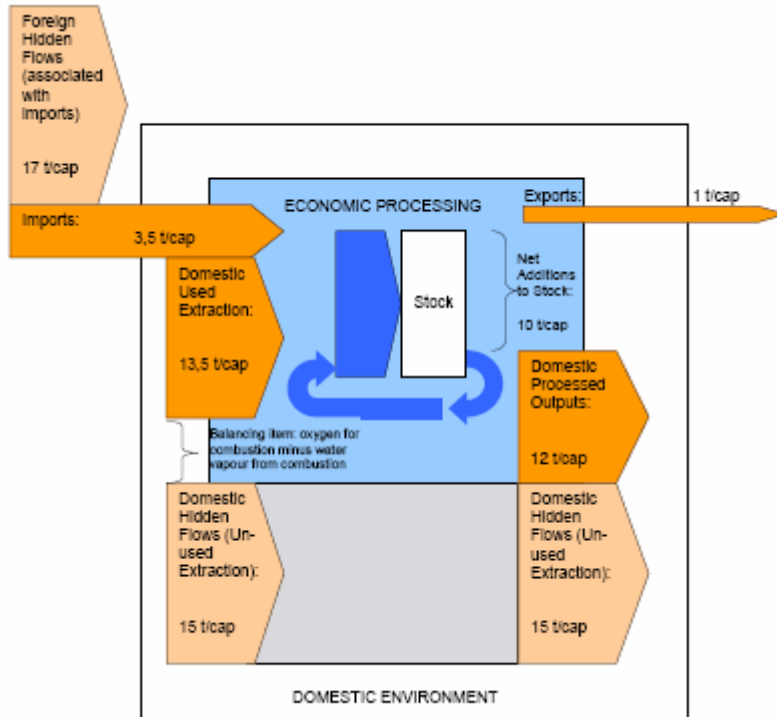 Foreign
Hidden
Flows
(associated
with
Imports)
17 t/cap
Imports:
3,5 t/cap
ECONOMIC PROCESSING
Exports:
1 t/cap
Domestic
Used
Extraction:
13,5 t/cap
Stock
Net
Additions
to Stock:
10 t/cap
Domestic
Processed
Outputs:
12 t/cap
Balancing item: oxygen for
combustion minus water
vapour from combustion
Domestic
Hidden
Flows (Un-
used
Extraction):
15 t/cap
Domestic
Hidden
Flows (Un-
used
Extraction):
15 t/cap
DOMESTIC ENVIRONMENT